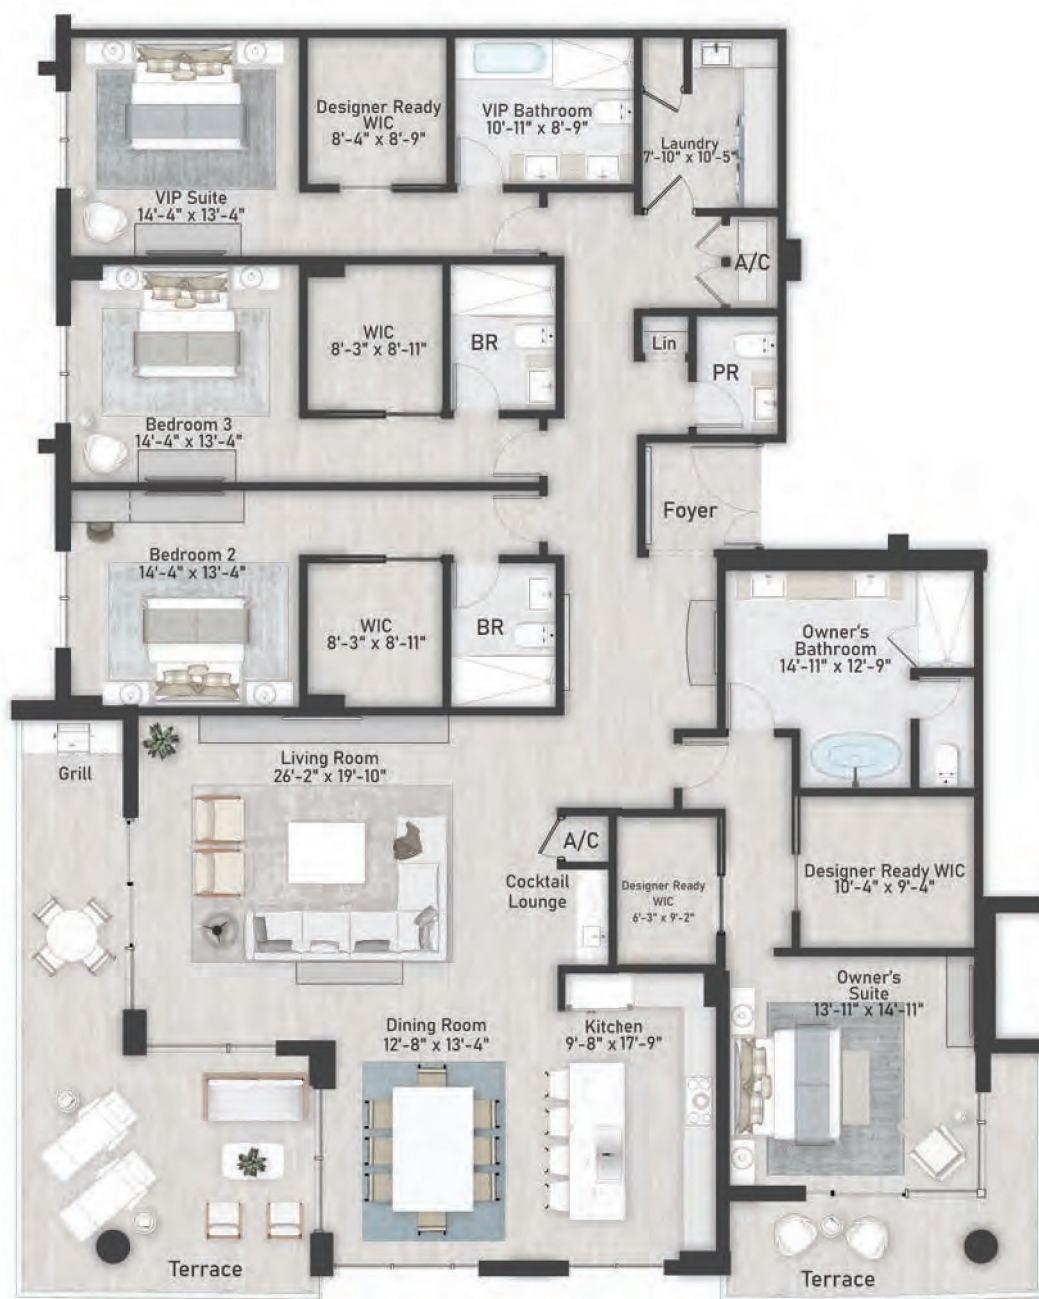 Designer Ready
WIC
8'-4" x 8'-9"
VIP Bathroom
10'-11" x 8'-9"
Laundry
7'-10" x 10'-5"
VIP Suite
14'-4" x 13'-4"
A/C
WIC
8'-3" x 8'-11"
BR
Lin
PR
Bedroom 3
14'-4" x 13'-4"
Foyer
Bedroom 2
14'-4" x 13'-4"
WIC
8'-3" x 8'-11"
BR
Owner's
Bathroom
14'-11" x 12'-9"
Grill
Living Room
26'-2" x 19'-10"
A/C
Cocktail
Lounge
Designer Ready
WIC
6'-3" x 9'-2"
Designer Ready WIC
10'-4" x 9'-4"
Owner's
Suite
13'-11" x 14'-11"
Dining Room
12'-8" x 13'-4"
Kitchen
9'-8" x 17'-9"
Terrace
Terrace